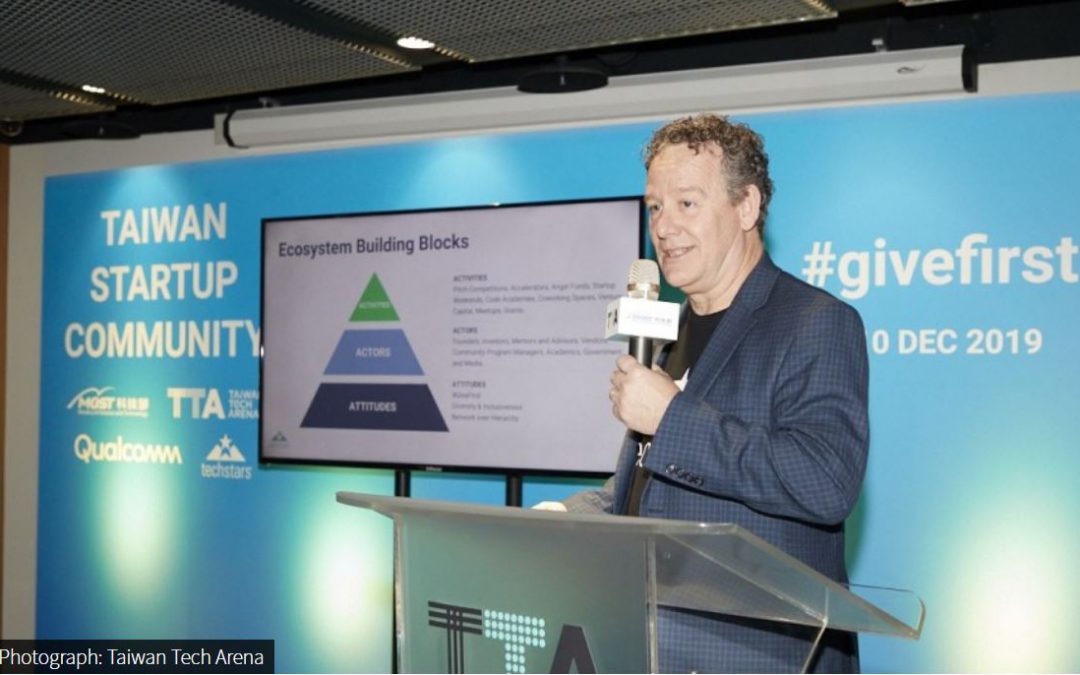 TAIWAN
STARTUP
COMMUNITY
MOST 科技部
TTA TAIWAN
TECH
ARENA
Qualcomm
techstars
Ecosystem Building Blocks
ACTIVITIES
ACTORS
ATTITUDES
ACTIVITIES
Pitch Competitions, Accelerators, Angel Funds, Startup
Weekends, Code Academies, Coworking Spaces, Venture
Capital, Meetups, Grants.
ACTORS
Founders, Investors, Mentors and Advisors, Vendors
Community Program Managers, Academics, Government
and Media.
ATTITUDES
#GiveFirst
Diversity & Inclusiveness
Network over Hierarchy
#givefirst
0 DEC 2019
TTA
Photograph: Taiwan Tech Arena